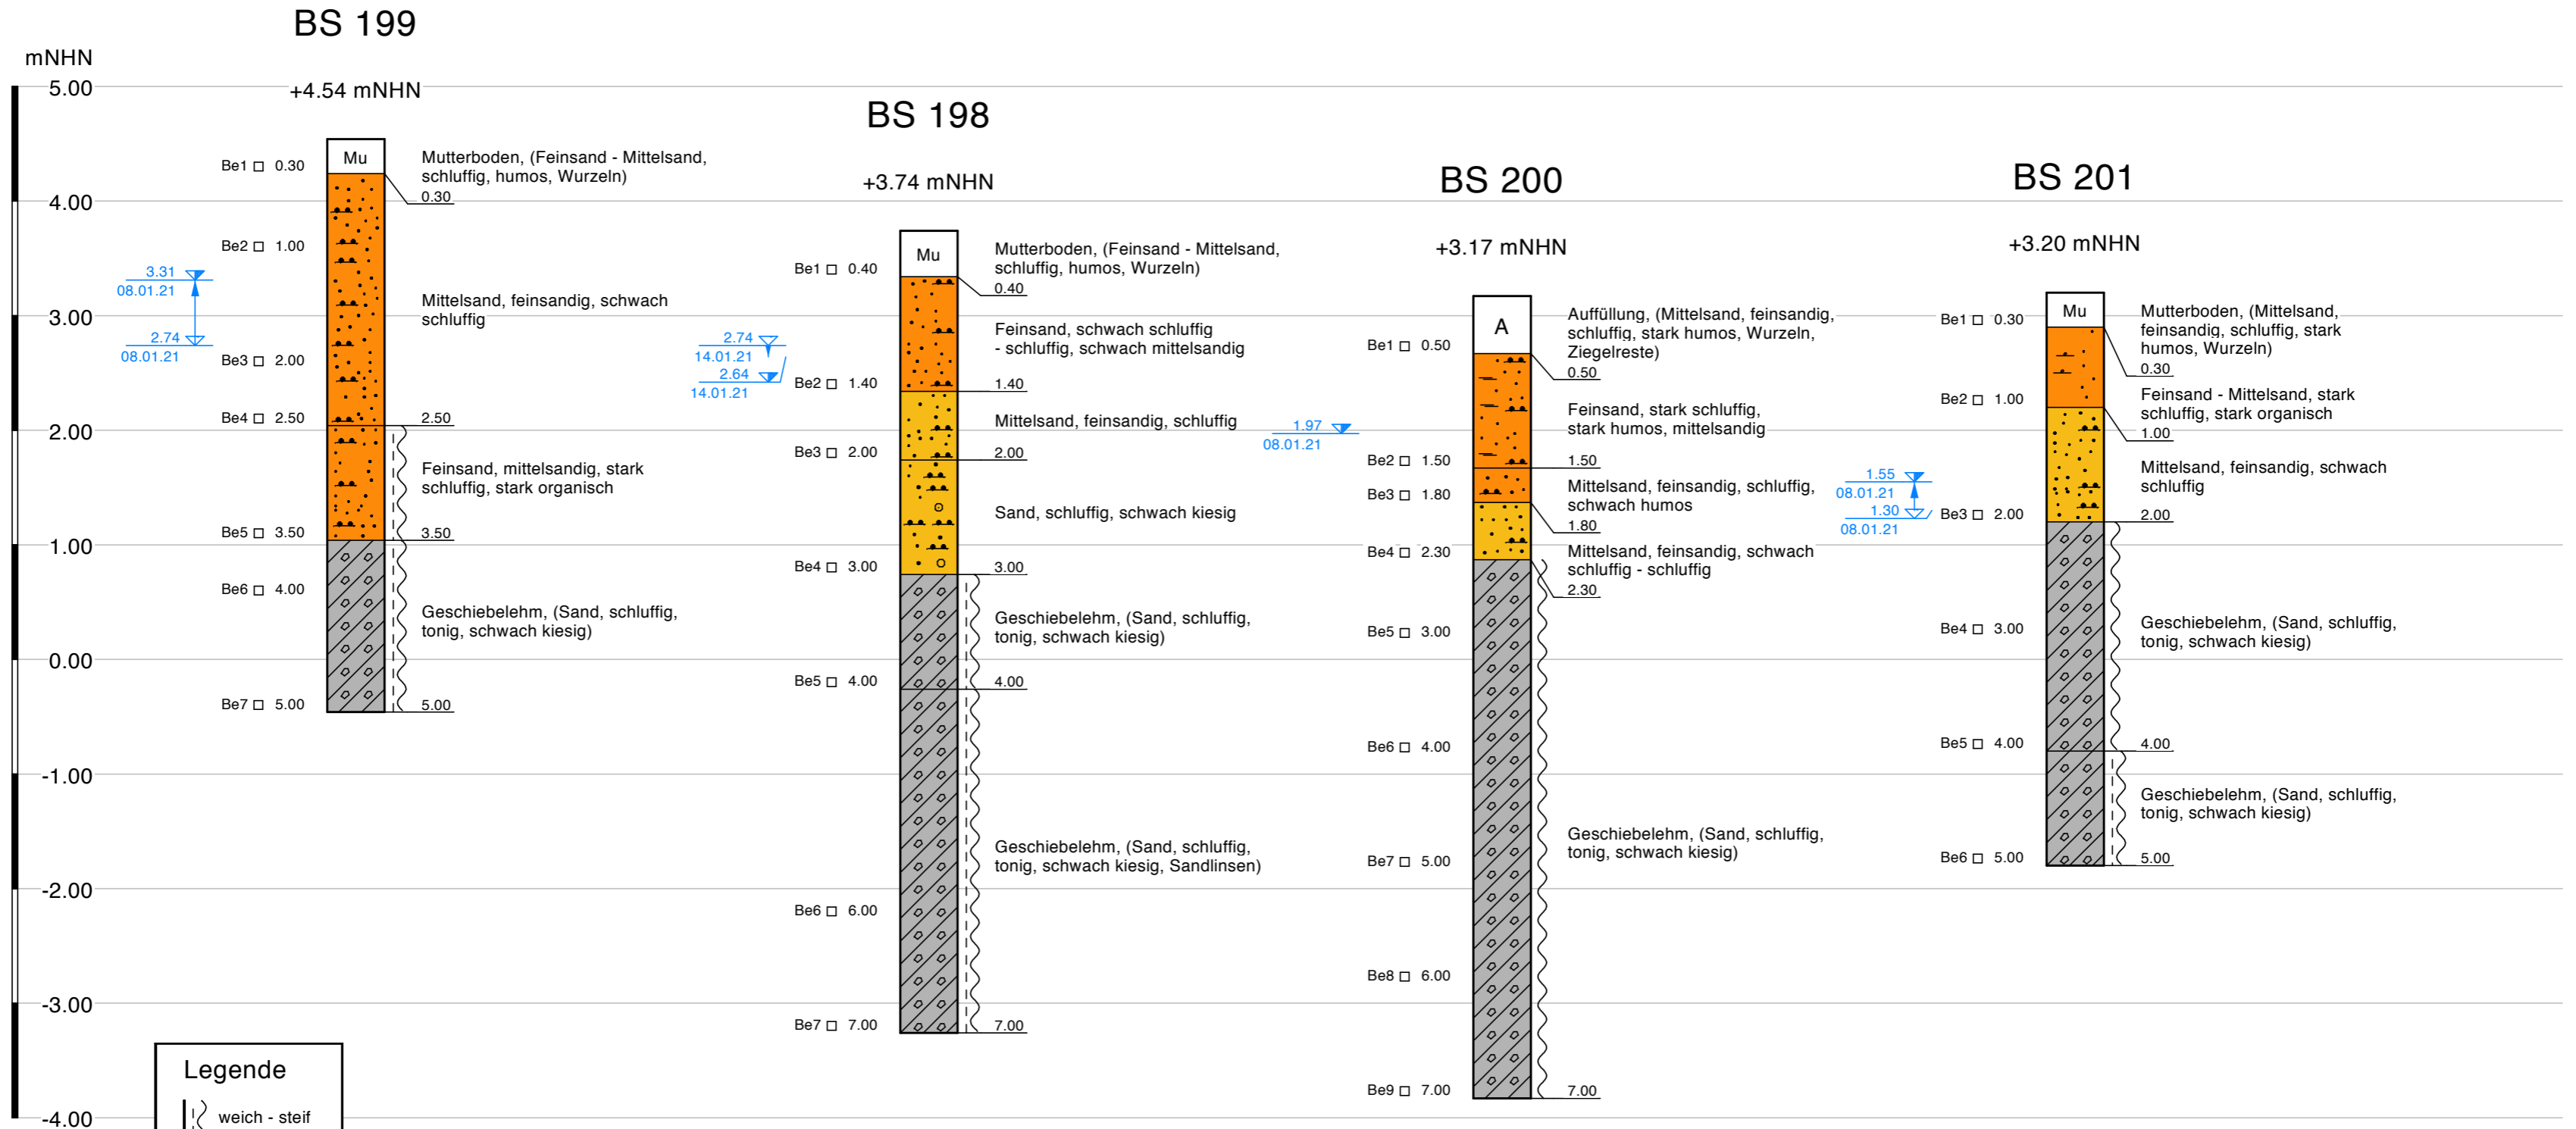 BS 199
mNHN
5.00
4.00
3.00
2.00
1.00
0.00
-1.00
-2.00
-3.00
-4.00
+4.54 mNHN
Mu
Be1 0.30
Be2 1.00
Be3 2.00
Be4 2.50
Be5 3.50
Be6 4.00
Be7 5.00
3.31
08.01.21
2.74
08.01.21
Mutterboden, (Feinsand - Mittelsand,
schluffig, humos, Wurzeln)
0.30
Mittelsand, feinsandig, schwach
schluffig
2.50
Feinsand, mittelsandig, stark
schluffig, stark organisch
3.50
Geschiebelehm, (Sand, schluffig,
tonig, schwach kiesig)
5.00
BS 198
+3.74 mNHN
Mu
Be1 0.40
Be2 1.40
Be3 2.00
Be4 3.00
Be5 4.00
Be6 6.00
Be7 7.00
2.74
14.01.21
2.64
14.01.21
Mutterboden, (Feinsand - Mittelsand,
schluffig, humos, Wurzeln)
0.40
Feinsand, schwach schluffig
- schluffig, schwach mittelsandig
1.40
Mittelsand, feinsandig, schluffig
2.00
Sand, schluffig, schwach kiesig
3.00
Geschiebelehm, (Sand, schluffig,
tonig, schwach kiesig)
4.00
Geschiebelehm, (Sand, schluffig,
tonig, schwach kiesig, Sandlinsen)
7.00
BS 200
+3.17 mNHN
A
Be1 0.50
Be2 1.50
Be3 1.80
Be4 2.30
Be5 3.00
Be6 4.00
Be7 5.00
Be8 6.00
Be9 7.00
1.97
08.01.21
Auffüllung, (Mittelsand, feinsandig,
schluffig, stark humos, Wurzeln,
Ziegelreste)
0.50
Feinsand, stark schluffig,
stark humos, mittelsandig
1.50
Mittelsand, feinsandig, schluffig,
schwach humos
1.80
Mittelsand, feinsandig, schwach
schluffig - schluffig
2.30
Geschiebelehm, (Sand, schluffig,
tonig, schwach kiesig)
7.00
BS 201
+3.20 mNHN
Mu
Be1 0.30
Be2 1.00
Be3 2.00
Be4 3.00
Be5 4.00
Be6 5.00
1.55
08.01.21
1.30
08.01.21
Mutterboden, (Mittelsand,
feinsandig, schluffig, stark
humos, Wurzeln)
0.30
Feinsand - Mittelsand, stark
schluffig, stark organisch
1.00
Mittelsand, feinsandig, schwach
schluffig
2.00
Geschiebelehm, (Sand, schluffig,
tonig, schwach kiesig)
4.00
Geschiebelehm, (Sand, schluffig,
tonig, schwach kiesig)
5.00
Legende
weich - steif